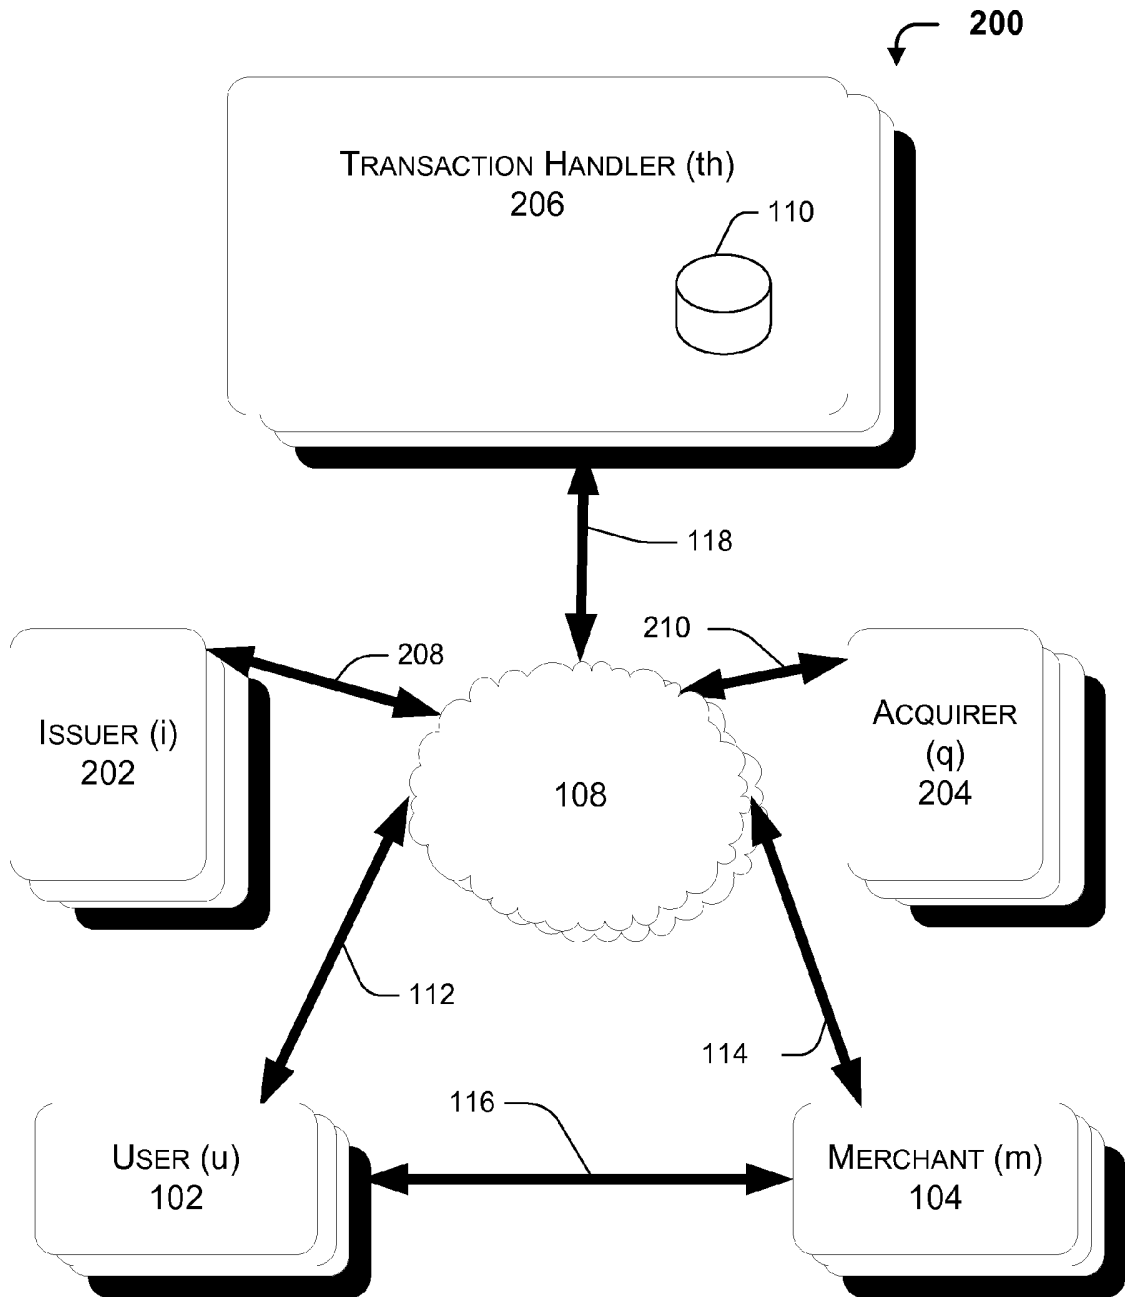 200
TRANSACTION HANDLER (th)
206
110
118
210
208
ISSUER (i)
202
ACQUIRER
(q)
204
108
112
114
116
USER (u)
102
MERCHANT (m)
104